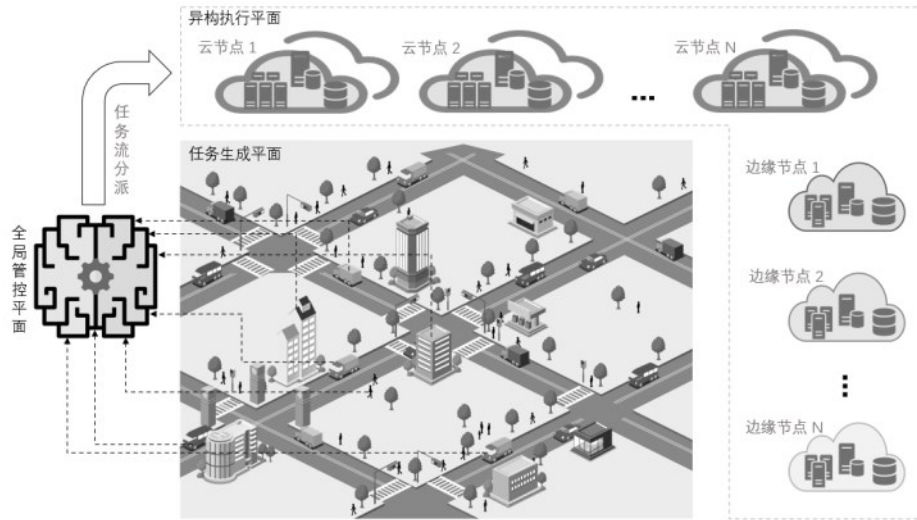 异构执行平面
云节点 1
云节点 2
云节点 N
...
任务流分派
任务生成平面
全局管控平面
边缘节点 1
边缘节点 2
...
边缘节点 N